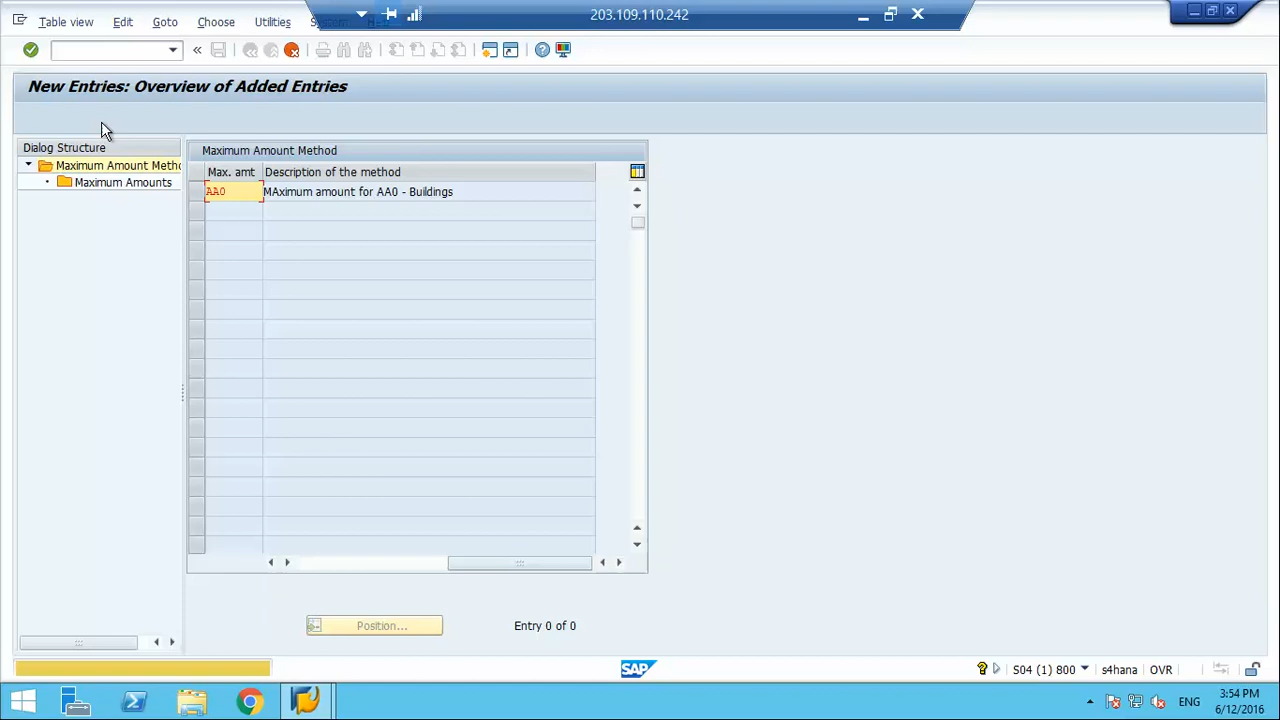 203.109.110.242
Table view Edit Goto Choose Utilities
New Entries: Overview of Added Entries
Dialog Structure
Maximum Amount Metho
Maximum Amounts
Maximum Amount Method
Max. amt Description of the method
AA0 MAximum amount for AA0 - Buildings
Position... Entry 0 of 0
SAP
S04 (1) 800 s4hana OVR
ENG
3:54 PM
6/12/2016